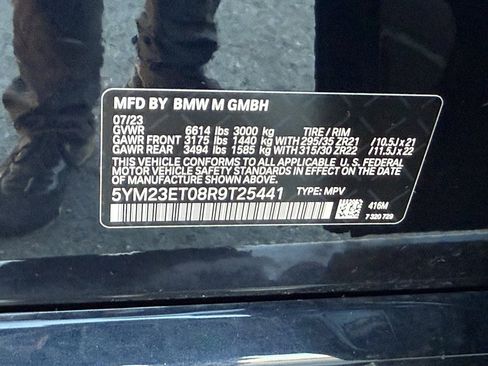 MFD BY BMW M GMBH
07/23
GVWR 6614 lbs 3000 kg TIRE / RIM
GAWR FRONT 3175 lbs 1440 kg WITH 295/35 ZR21 / 10.5J x 21
GAWR REAR 3494 lbs 1585 kg WITH 315/30 ZR22 / 11.5J x 22
THIS VEHICLE CONFORMS TO ALL APPLICABLE U. S. FEDERAL
MOTOR VEHICLE SAFETY STANDARDS IN EFFECT ON THE DATE OF
MANUFACTURE SHOWN ABOVE.
5YM23ET08R9T25441 TYPE: MPV
416M
7 320 729